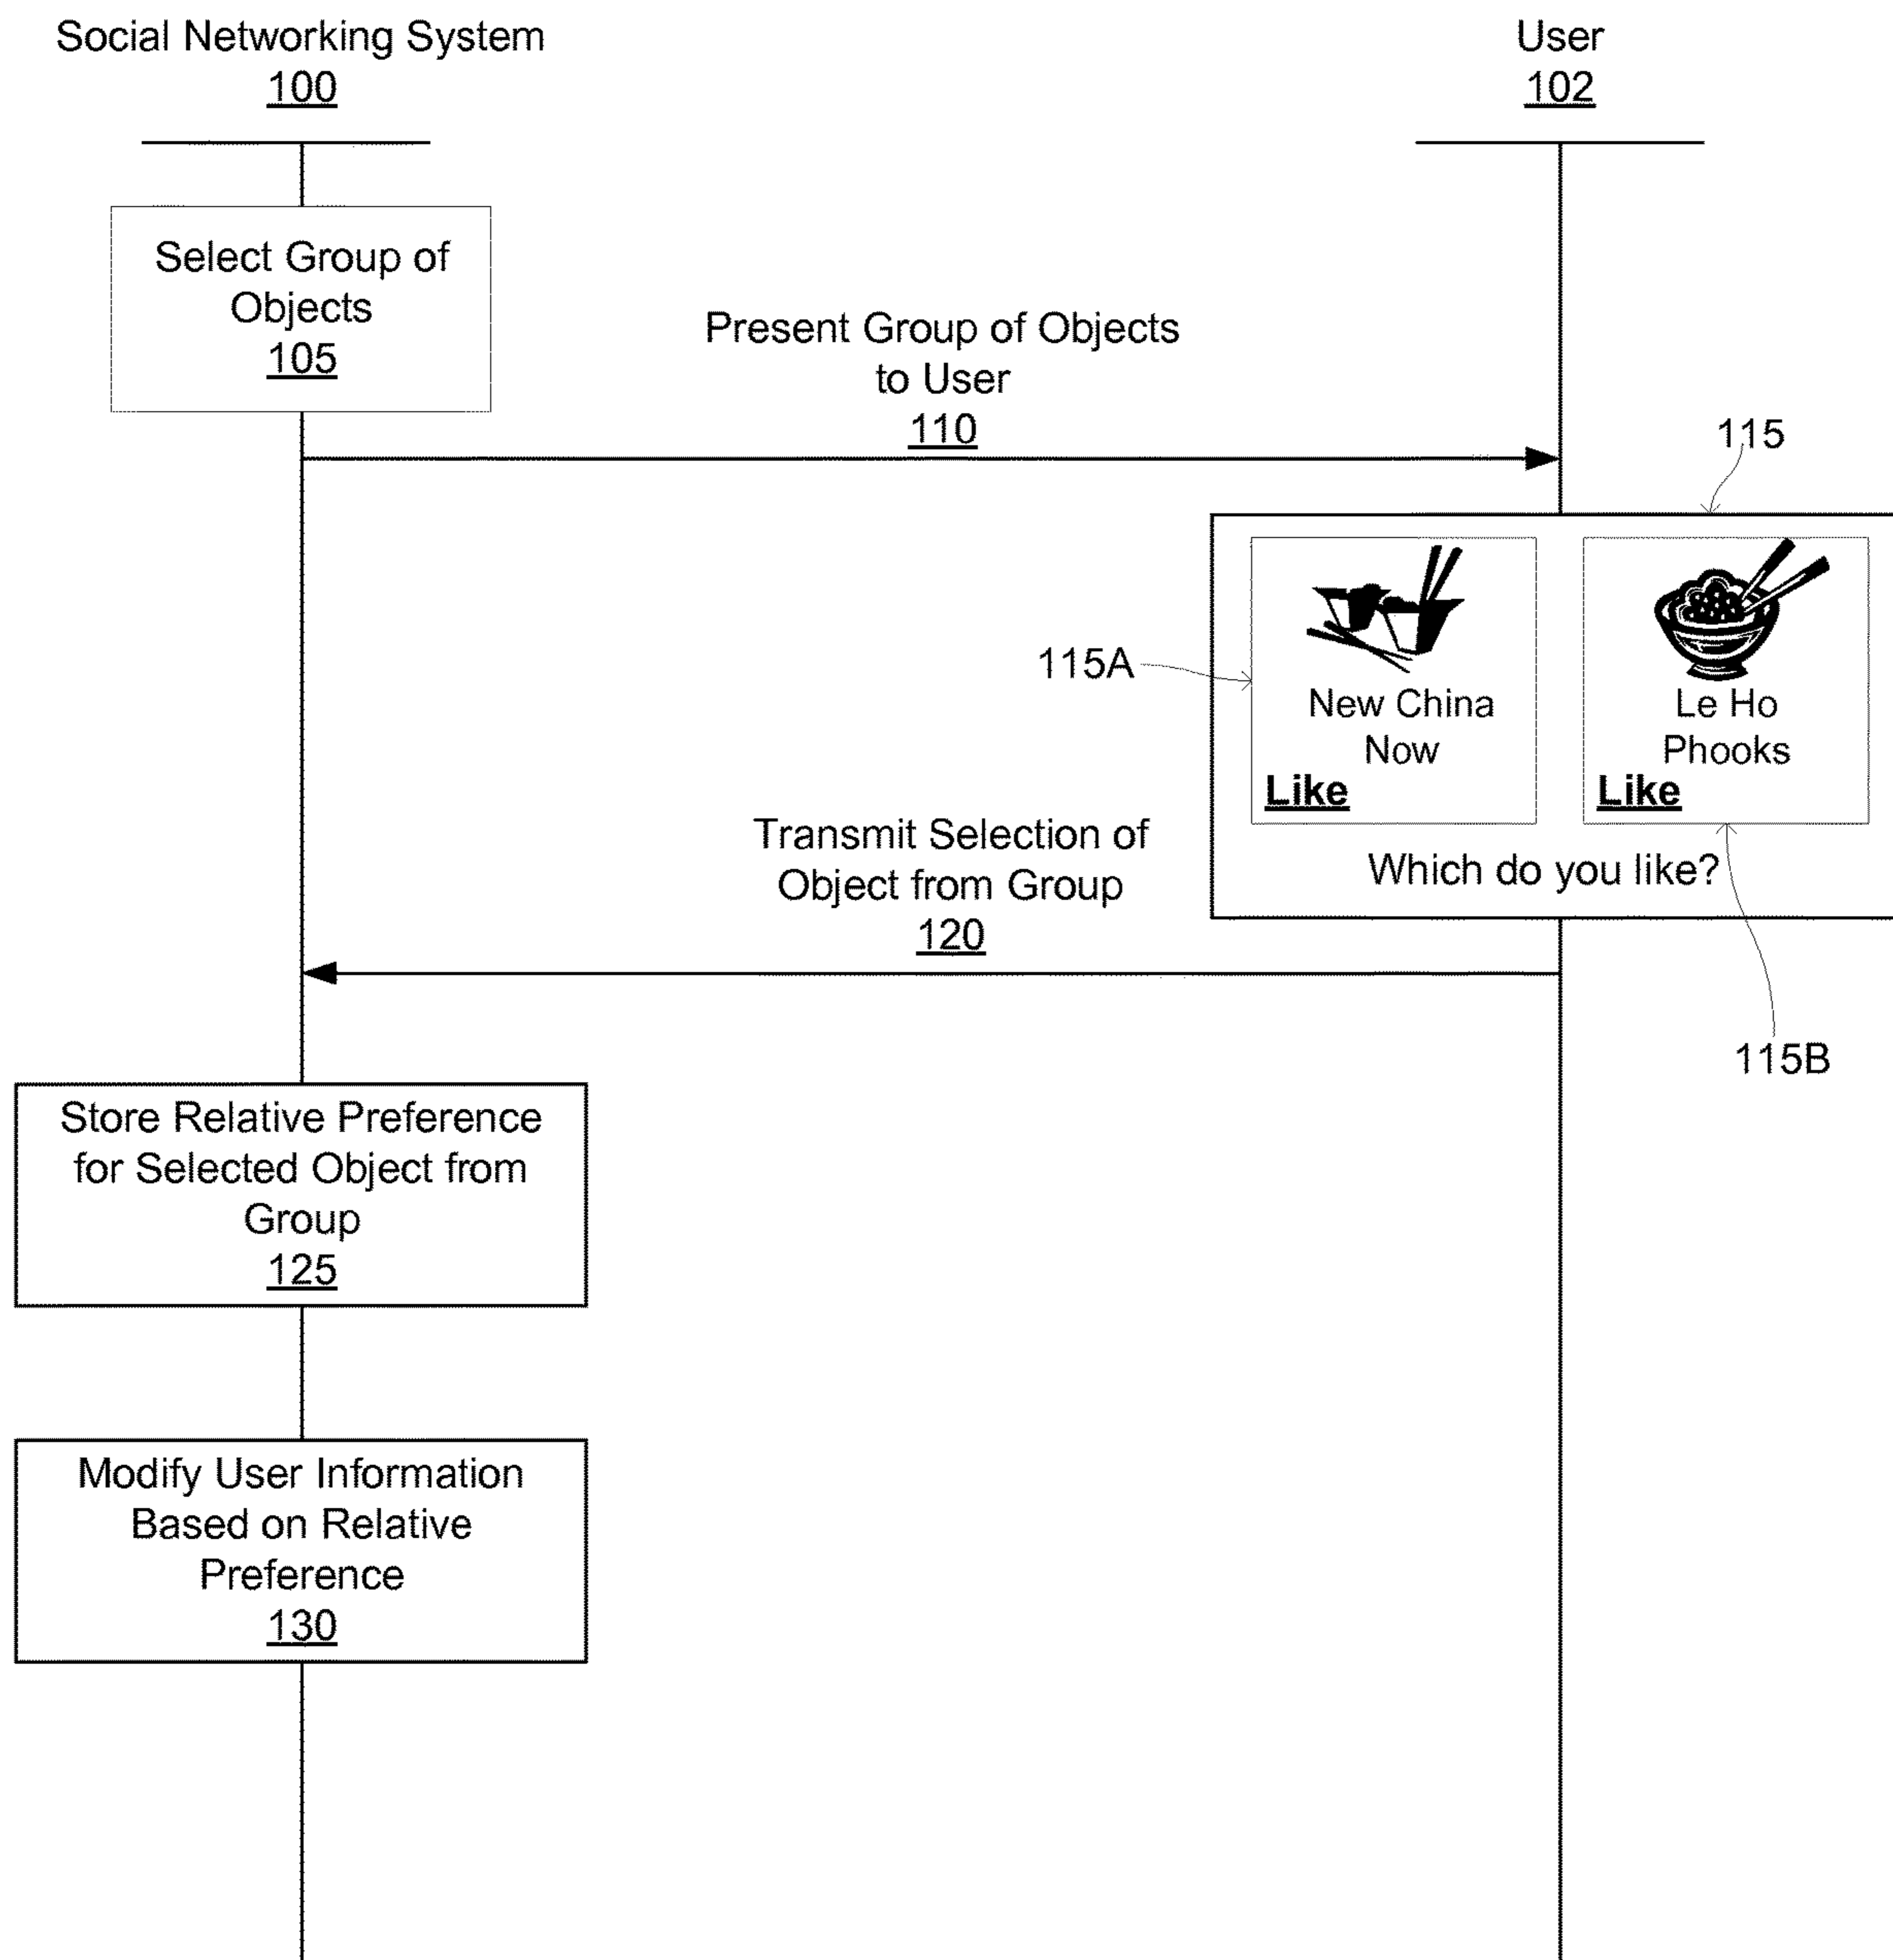 Social Networking System
100
User
102
Select Group of
Objects
105
Present Group of Objects
to User
110
115
115A
New China
Now
Like
Le Ho
Phooks
Like
Which do you like?
115B
Transmit Selection of
Object from Group
120
Store Relative Preference
for Selected Object from
Group
125
Modify User Information
Based on Relative
Preference
130